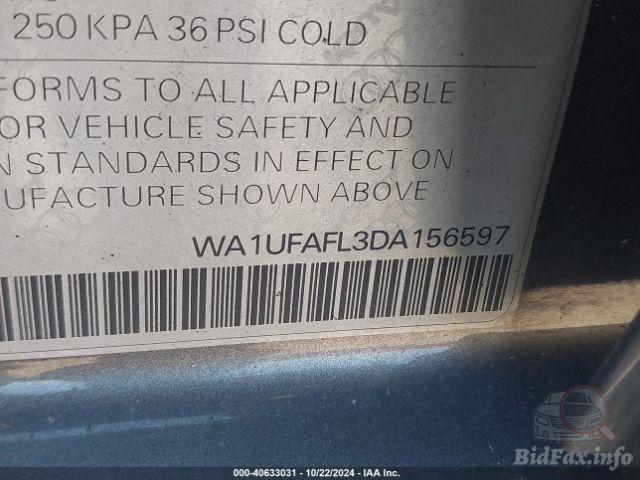 250 KPA 36 PSI COLD
FORMS TO ALL APPLICABLE
OR VEHICLE SAFETY AND
N STANDARDS IN EFFECT ON
UFACTURE SHOWN ABOVE
WA1UFAFL3DA156597
000-40633031 - 10/22/2024 - IAA Inc.
BidFax.info